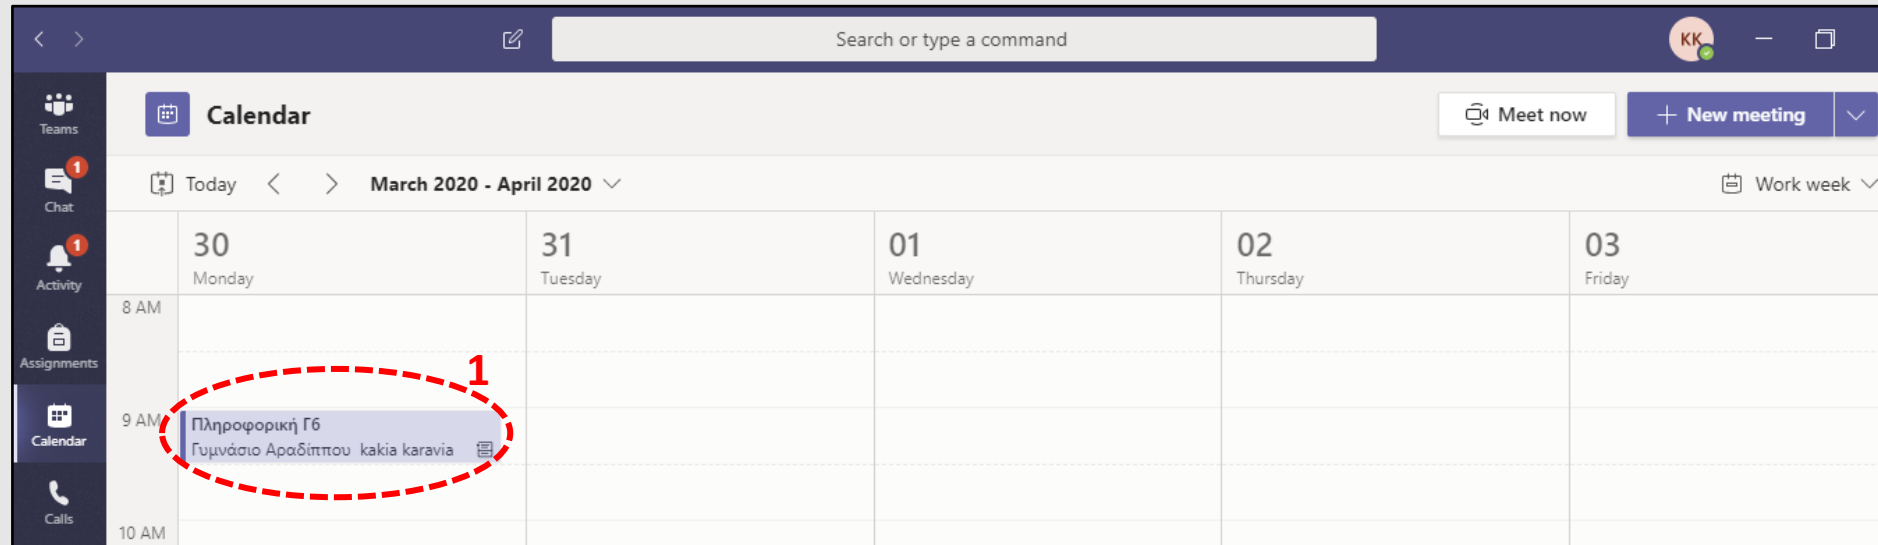 Search or type a command
KK
Teams
Calendar
Meet now
New meeting
1
Chat
Today
March 2020 - April 2020
Work week
1
Activity
30
Monday
31
Tuesday
01
Wednesday
02
Thursday
03
Friday
8 AM
Assignments
1
9 AM
Πληροφορική Γ6
Γυμνάσιο Αραδίππου kakia karavia
Calendar
Calls
10 AM